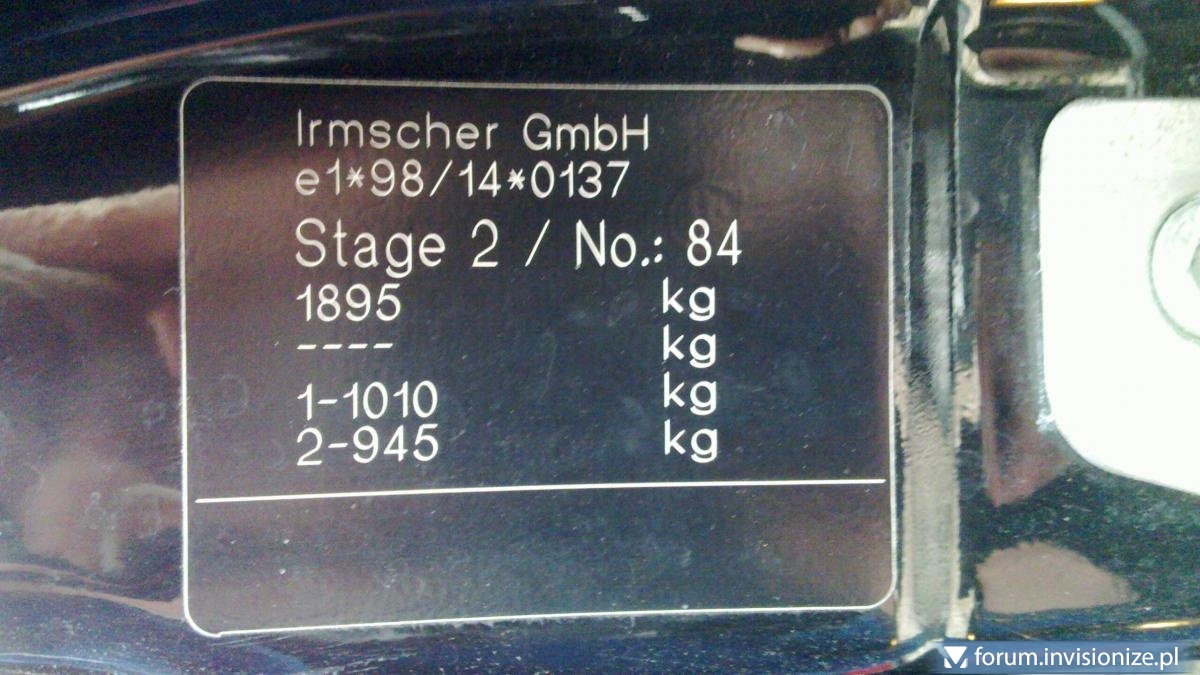 Irmscher GmbH
e1*98/14*0137
Stage 2 / No.: 84
1895 kg
---- kg
1-1010 kg
2-945 kg
forum.invisionize.pl